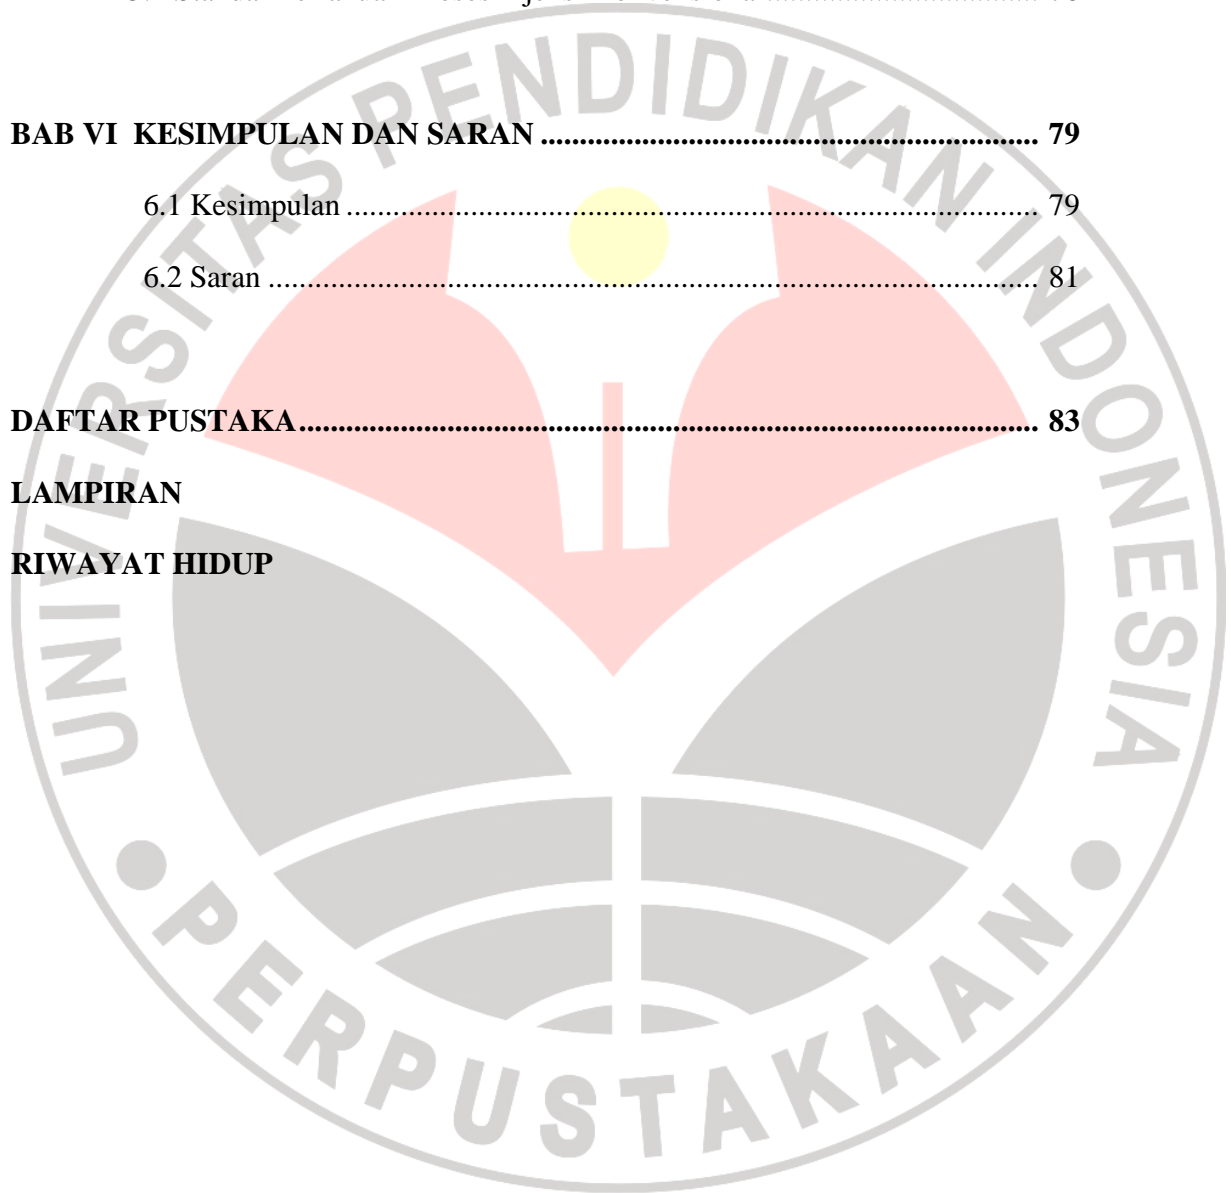 BAB VI KESIMPULAN DAN SARAN ................................................................ 79
6.1 Kesimpulan ........................................................................................... 79
6.2 Saran ..................................................................................................... 81
DAFTAR PUSTAKA ............................................................................................... 83
LAMPIRAN
RIWAYAT HIDUP
UNIVERSITAS PENDIDIKAN INDONESIA
PERPUSTAKAAN